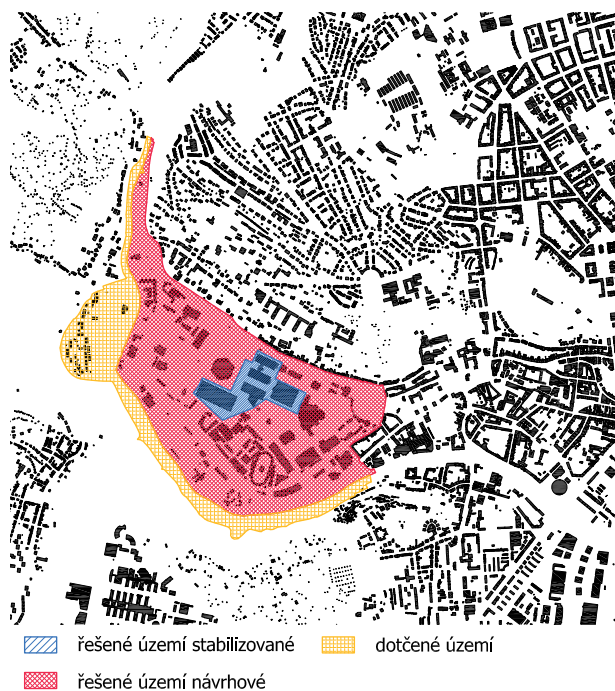 řešené území stabilizované
dotčené území
řešené území návrhové